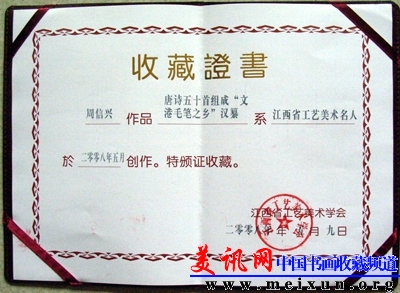 收藏證書
唐诗五十首组成“文
周信兴 作品 港毛笔之乡”汉纂 系 江西省工艺美术名人
於 二零零八年五月 创作。特颁证收藏。
江西省工艺美术学会
二零零八年 月 九日
美讯网 中国书画收藏频道
www.meixun.org